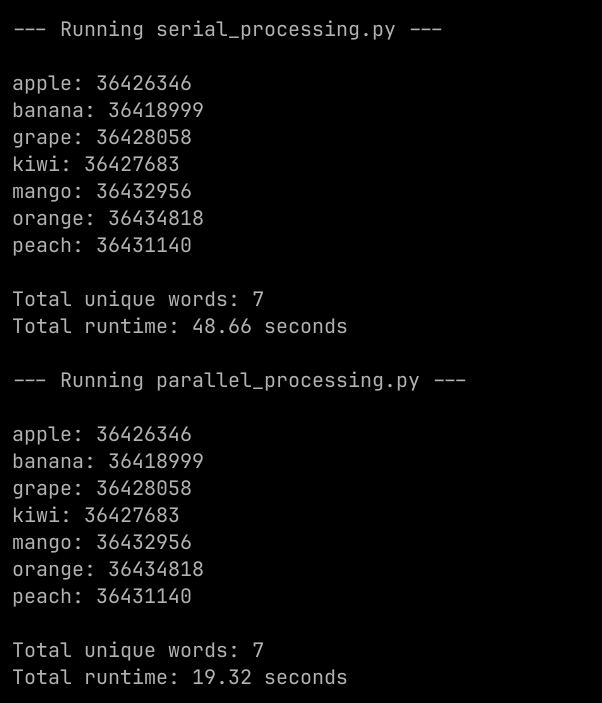 --- Running serial_processing.py ---
apple: 36426346
banana: 36418999
grape: 36428058
kiwi: 36427683
mango: 36432956
orange: 36434818
peach: 36431140
Total unique words: 7
Total runtime: 48.66 seconds
--- Running parallel_processing.py ---
apple: 36426346
banana: 36418999
grape: 36428058
kiwi: 36427683
mango: 36432956
orange: 36434818
peach: 36431140
Total unique words: 7
Total runtime: 19.32 seconds